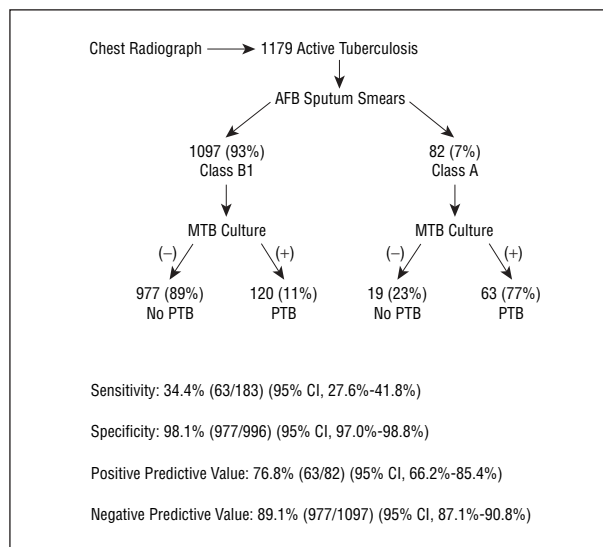 Chest Radiograph 1179 Active Tuberculosis
AFB Sputum Smears
1097 (93%) 82 (7%)
Class B1 Class A
MTB Culture MTB Culture
(–) (+) (–) (+)
977 (89%) 120 (11%) 19 (23%) 63 (77%)
No PTB PTB No PTB PTB
Sensitivity: 34.4% (63/183) (95% CI, 27.6%-41.8%)
Specificity: 98.1% (977/996) (95% CI, 97.0%-98.8%)
Positive Predictive Value: 76.8% (63/82) (95% CI, 66.2%-85.4%)
Negative Predictive Value: 89.1% (977/1097) (95% CI, 87.1%-90.8%)